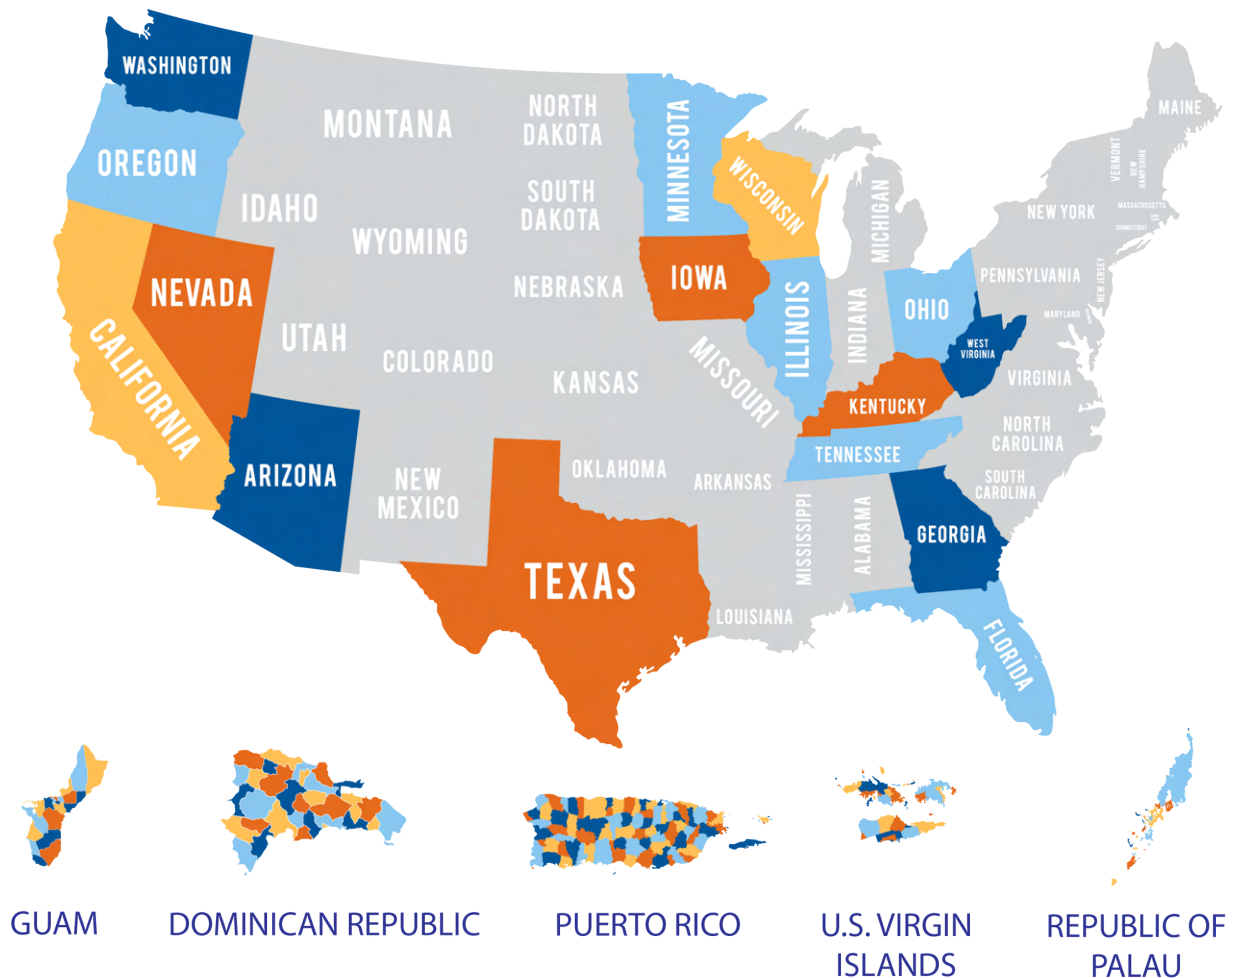 WASHINGTON
MONTANA
NORTH
DAKOTA
MINNESOTA
MAINE
OREGON
IDAHO
SOUTH
DAKOTA
WISCONSIN
MICHIGAN
VERMONT
NEW
HAMPSHIRE
NEW YORK
MASSACHUSETTS
CONNECTICUT
WYOMING
NEVADA
NEBRASKA
IOWA
PENNSYLVANIA
NEW JERSEY
UTAH
COLORADO
ILLINOIS
INDIANA
OHIO
MARYLAND
WEST
VIRGINIA
CALIFORNIA
KANSAS
MISSOURI
KENTUCKY
VIRGINIA
ARIZONA
NEW
MEXICO
OKLAHOMA
ARKANSAS
TENNESSEE
NORTH
CAROLINA
SOUTH
CAROLINA
TEXAS
LOUISIANA
MISSISSIPPI
ALABAMA
GEORGIA
FLORIDA
GUAM
DOMINICAN REPUBLIC
PUERTO RICO
U.S. VIRGIN
ISLANDS
REPUBLIC OF
PALAU